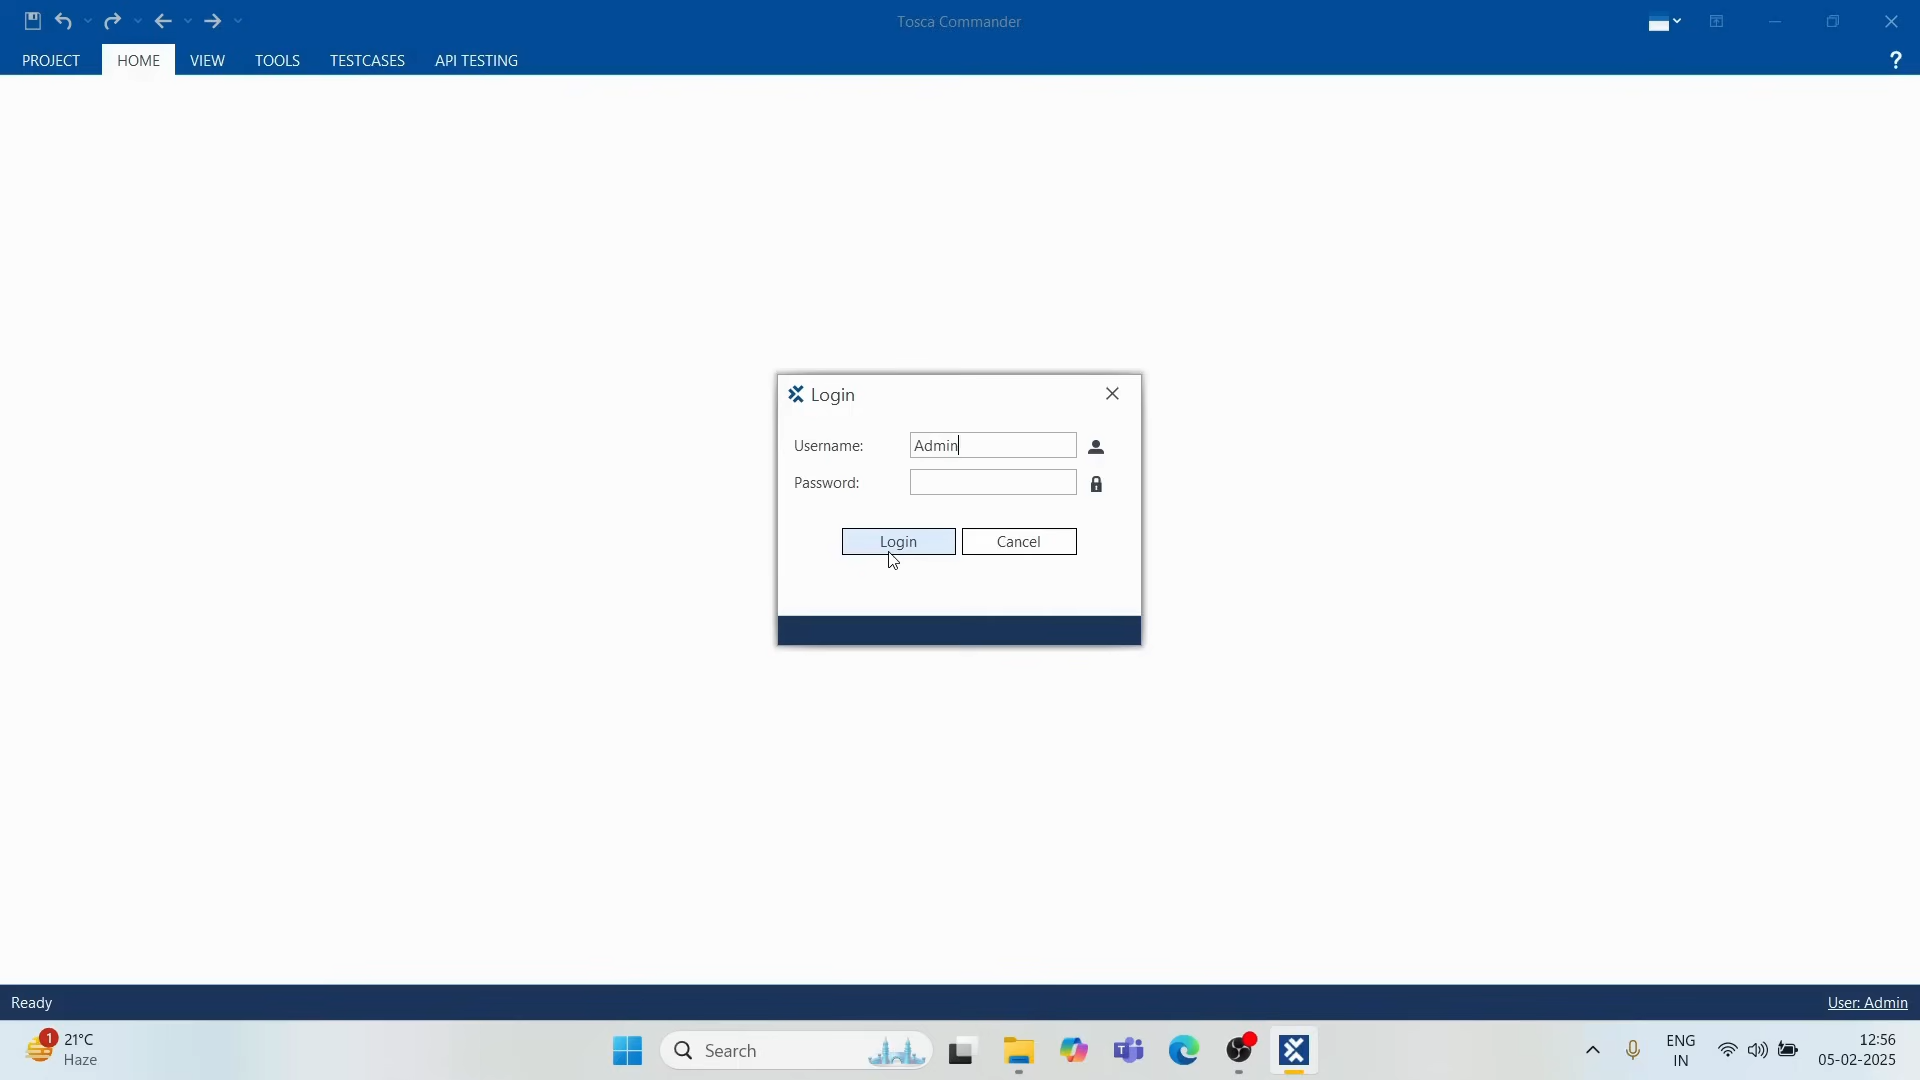 Tosca Commander
PROJECT HOME VIEW TOOLS TESTCASES API TESTING ?
Login
Username: Admin
Password:
Login Cancel
Ready User: Admin
1 21°C
Haze
Search
ENG
IN
12:56
05-02-2025